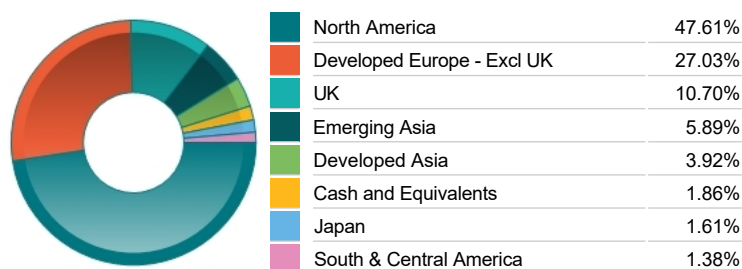 North America 47.61%
Developed Europe - Excl UK 27.03%
UK 10.70%
Emerging Asia 5.89%
Developed Asia 3.92%
Cash and Equivalents 1.86%
Japan 1.61%
South & Central America 1.38%